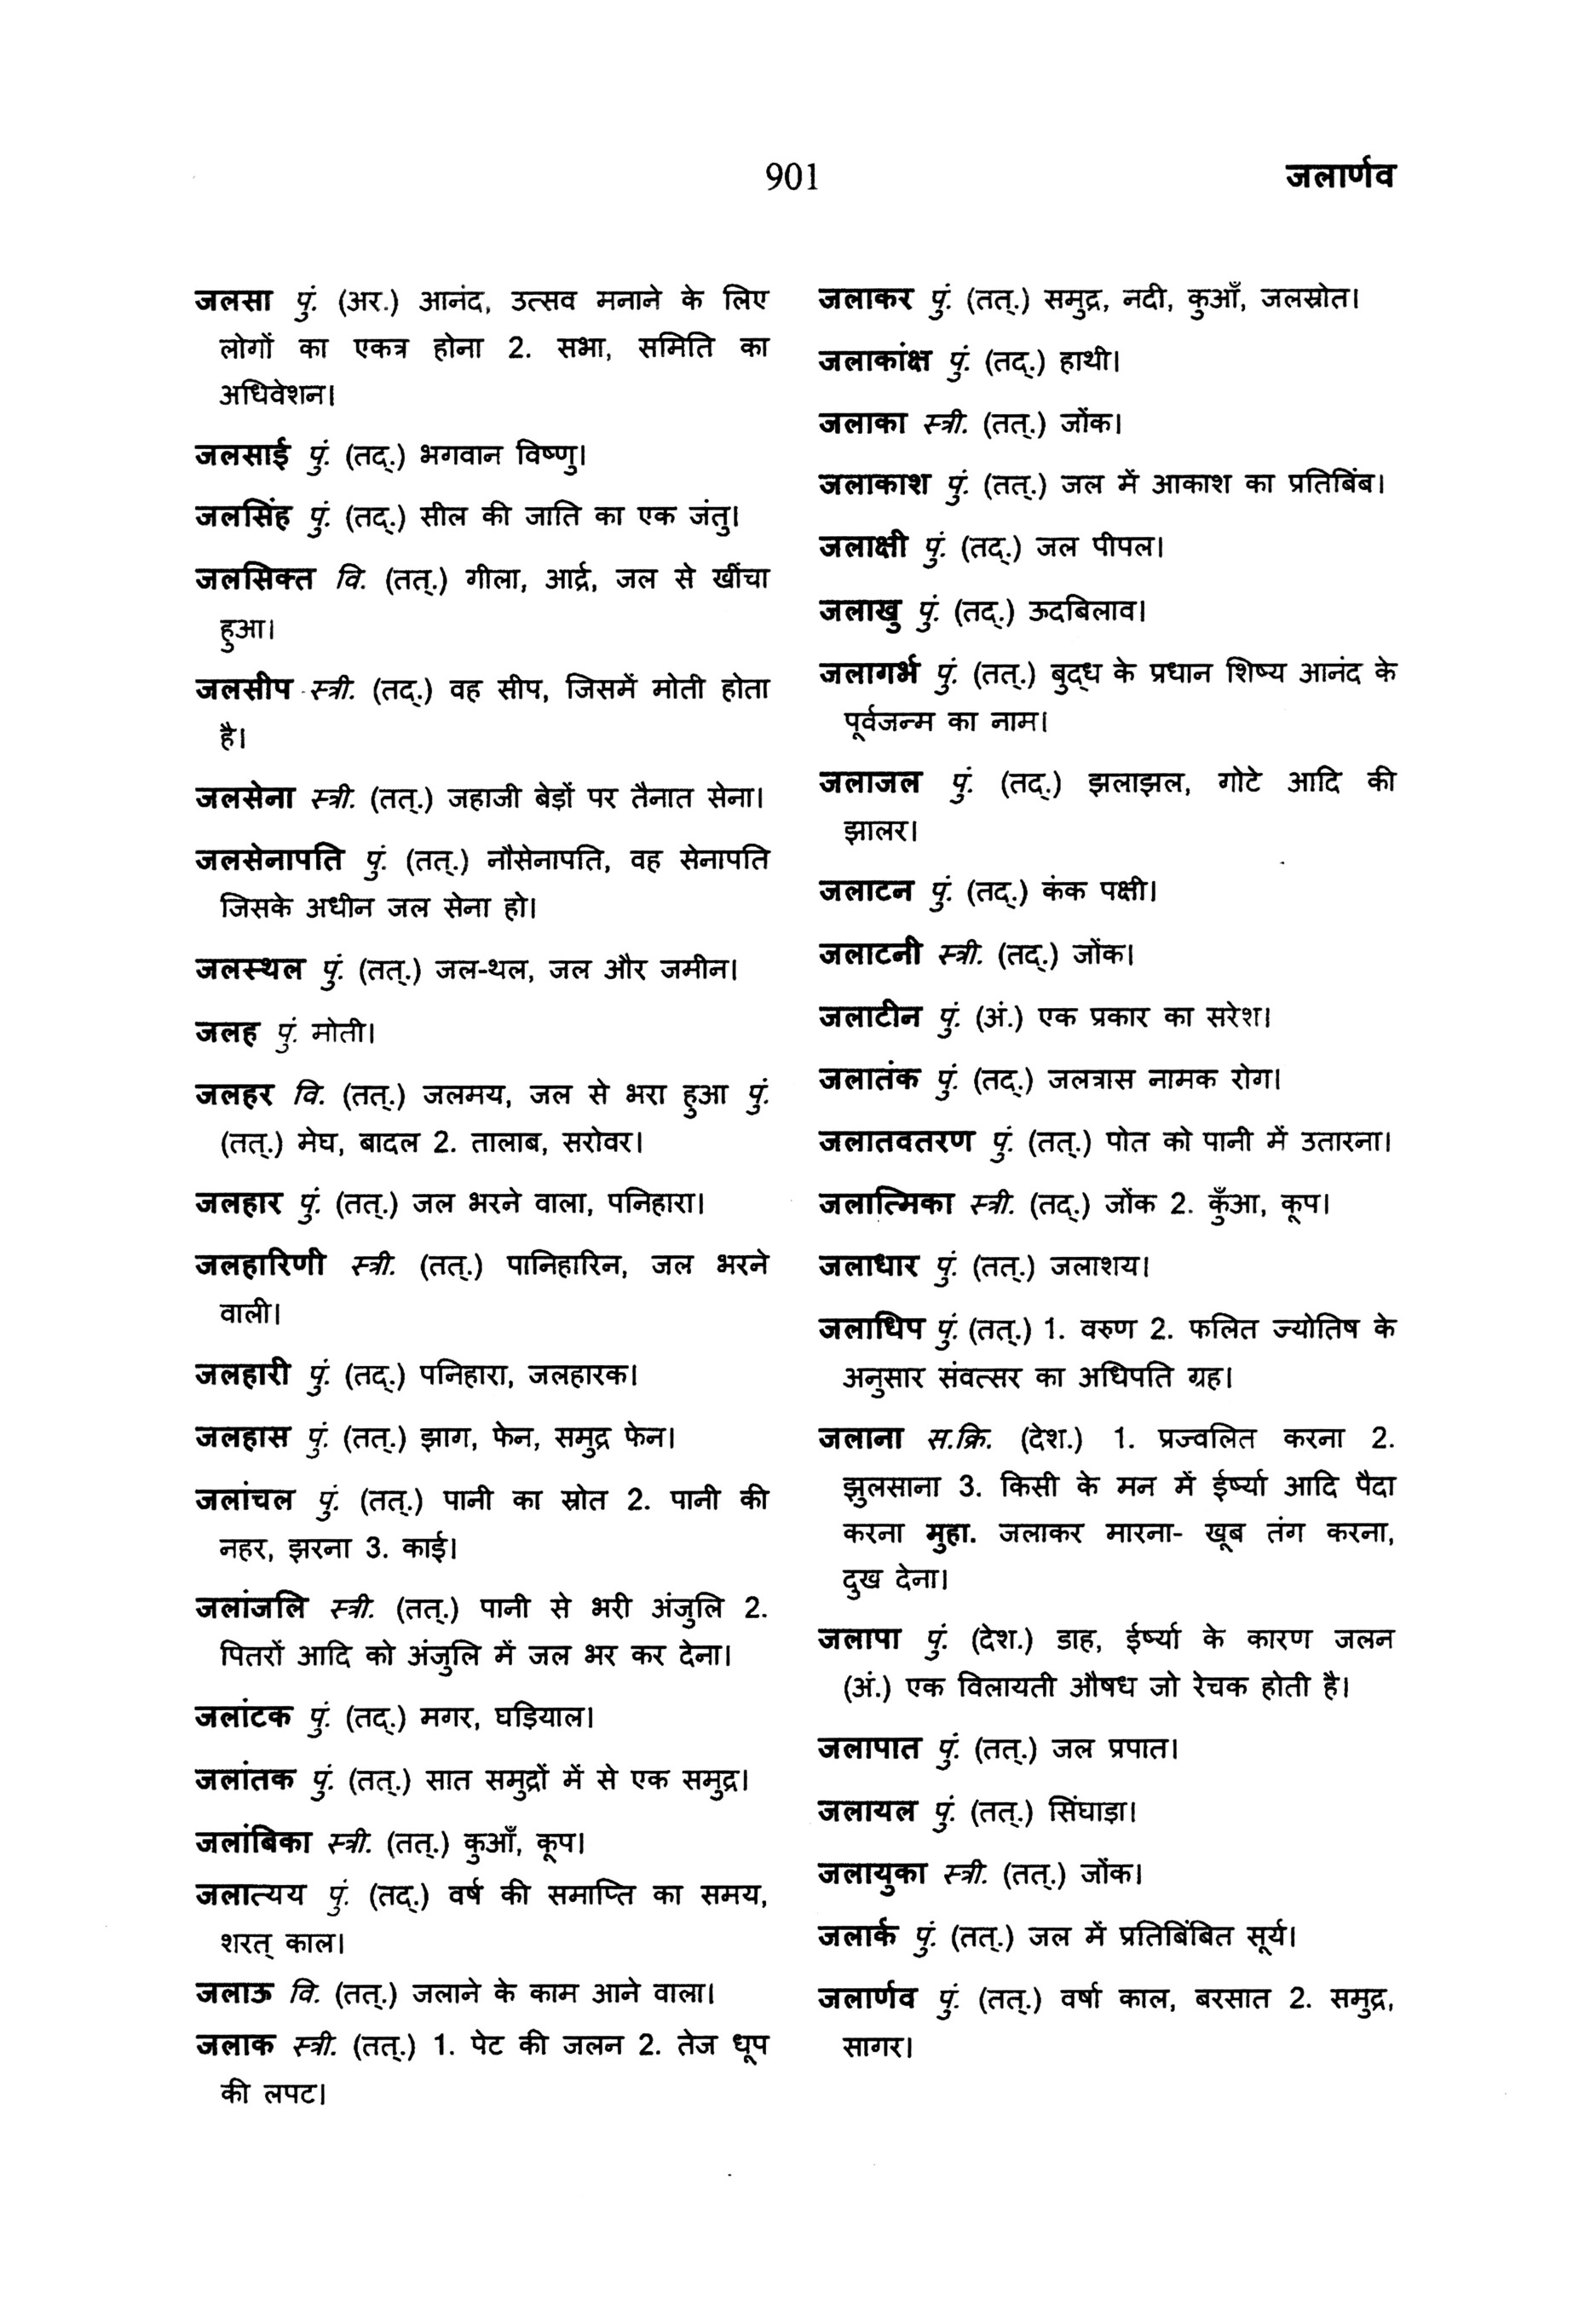 901
जलार्णव
जलसा पुं. (अर.) आनंद, उत्सव मनाने के लिए
लोगों का एकत्र होना 2. सभा, समिति का
अधिवेशन।
जलसाई पुं. (तद्.) भगवान विष्णु।
जलसिंह पुं. (तद्.) सील की जाति का एक जंतु।
जलसिक्त वि. (तत्.) गीला, आर्द्र, जल से खींचा
हुआ।
जलसीप स्त्री. (तद्.) वह सीप, जिसमें मोती होता
है।
जलसेना स्त्री. (तत्.) जहाजी बेड़ों पर तैनात सेना।
जलसेनापति पुं. (तत्.) नौसेनापति, वह सेनापति
जिसके अधीन जल सेना हो।
जलस्थल पुं. (तत्.) जल-थल, जल और जमीन।
जलह पुं. मोती।
जलहर वि. (तत्.) जलमय, जल से भरा हुआ पुं.
(तत्.) मेघ, बादल 2. तालाब, सरोवर।
जलहार पुं. (तत्.) जल भरने वाला, पनिहारा।
जलहारिणी स्त्री. (तत्.) पानिहारिन, जल भरने
वाली।
जलहारी पुं. (तद्.) पनिहारा, जलहारक।
जलहास पुं. (तत्.) झाग, फेन, समुद्र फेन।
जलांचल पुं. (तत्.) पानी का स्रोत 2. पानी की
नहर, झरना 3. काई।
जलांजलि स्त्री. (तत्.) पानी से भरी अंजुलि 2.
पितरों आदि को अंजुलि में जल भर कर देना।
जलांटक पुं. (तद्.) मगर, घड़ियाल।
जलांतक पुं. (तत्.) सात समुद्रों में से एक समुद्र।
जलांबिका स्त्री. (तत्.) कुआँ, कूप।
जलात्यय पुं. (तद्.) वर्ष की समाप्ति का समय,
शरत् काल।
जलाऊ वि. (तत्.) जलाने के काम आने वाला।
जलाक स्त्री. (तत्.) 1. पेट की जलन 2. तेज धूप
की लपट।
जलाकर पुं. (तत्.) समुद्र, नदी, कुआँ, जलस्रोत।
जलाकांक्ष पुं. (तद्.) हाथी।
जलाका स्त्री. (तत्.) जोंक।
जलाकाश पुं. (तत्.) जल में आकाश का प्रतिबिंब।
जलाक्षी पुं. (तद्.) जल पीपल।
जलाखु पुं. (तद्.) ऊदबिलाव।
जलागर्भ पुं. (तत्.) बुद्ध के प्रधान शिष्य आनंद के
पूर्वजन्म का नाम।
जलाजल पुं. (तद्.) झलाझल, गोटे आदि की
झालर।
जलाटन पुं. (तद्.) कंक पक्षी।
जलाटनी स्त्री. (तद्.) जोंक।
जलाटीन पुं. (अं.) एक प्रकार का सरेश।
जलातंक पुं. (तद्.) जलत्रास नामक रोग।
जलातवतरण पुं. (तत्.) पोत को पानी में उतारना।
जलात्मिका स्त्री. (तद्.) जोंक 2. कुँआ, कूप।
जलाधार पुं. (तत्.) जलाशय।
जलाधिप पुं. (तत्.) 1. वरुण 2. फलित ज्योतिष के
अनुसार संवत्सर का अधिपति ग्रह।
जलाना स.क्रि. (देश.) 1. प्रज्वलित करना 2.
झुलसाना 3. किसी के मन में ईर्ष्या आदि पैदा
करना मुहा. जलाकर मारना- खूब तंग करना,
दुख देना।
जलापा पुं. (देश.) डाह, ईर्ष्या के कारण जलन
(अं.) एक विलायती औषध जो रेचक होती है।
जलापात पुं. (तत्.) जल प्रपात।
जलायल पुं. (तत्.) सिंघाड़ा।
जलायुका स्त्री. (तत्.) जोंक।
जलार्क पुं. (तत्.) जल में प्रतिबिंबित सूर्य।
जलार्णव पुं. (तत्.) वर्षा काल, बरसात 2. समुद्र,
सागर।